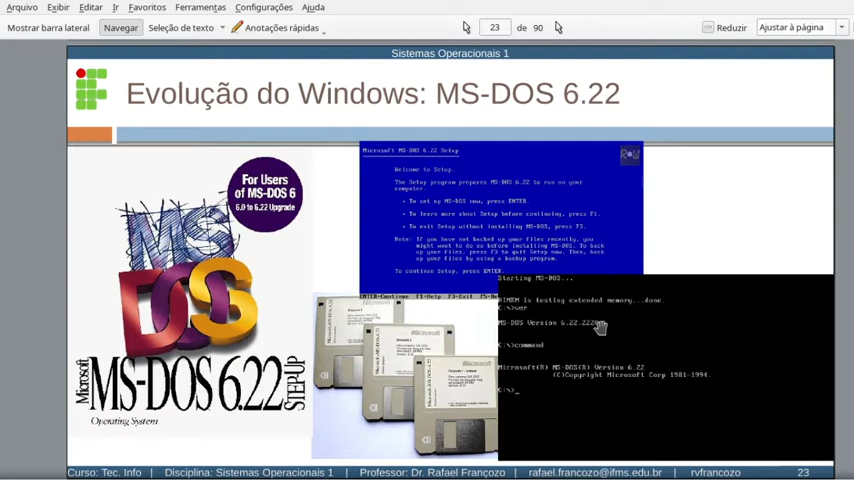 Arquivo Exibir Editar Ir Favoritos Ferramentas Configurações Ajuda
Mostrar barra lateral Navegar Seleção de texto Anotações rápidas 23 de 90 Reduzir Ajustar à página
Sistemas Operacionais 1
Evolução do Windows: MS-DOS 6.22
For Users
of MS-DOS 6
6.0 to 6.22 Upgrade
MS
DOS
Microsoft
MS-DOS 6.22
STEP-UP
Operating System
Microsoft MS-DOS 6.22 Setup
Welcome to Setup.
The Setup program prepares MS-DOS 6.22 to run on your
computer.
• To set up MS-DOS now, press ENTER.
• To learn more about Setup before continuing, press F1.
• To exit Setup without installing MS-DOS, press F3.
Note: If you have not backed up your files recently, you
might want to do so before installing MS-DOS. To back
up your files, press F3 to quit Setup now. Then, back
up your files by using a backup program.
To continue Setup, press ENTER.
ENTER=Continue F1=Help F3=Exit
Starting MS-DOS...
HIMEM is testing extended memory...done.
C:\>ver
MS-DOS Version 6.22
C:\>command
Microsoft(R) MS-DOS(R) Version 6.22
(C)Copyright Microsoft Corp 1981-1994.
C:\>_
Curso: Tec. Info | Disciplina: Sistemas Operacionais 1 | Professor: Dr. Rafael Françozo | rafael.francozo@ifms.edu.br | rvfrancozo 23